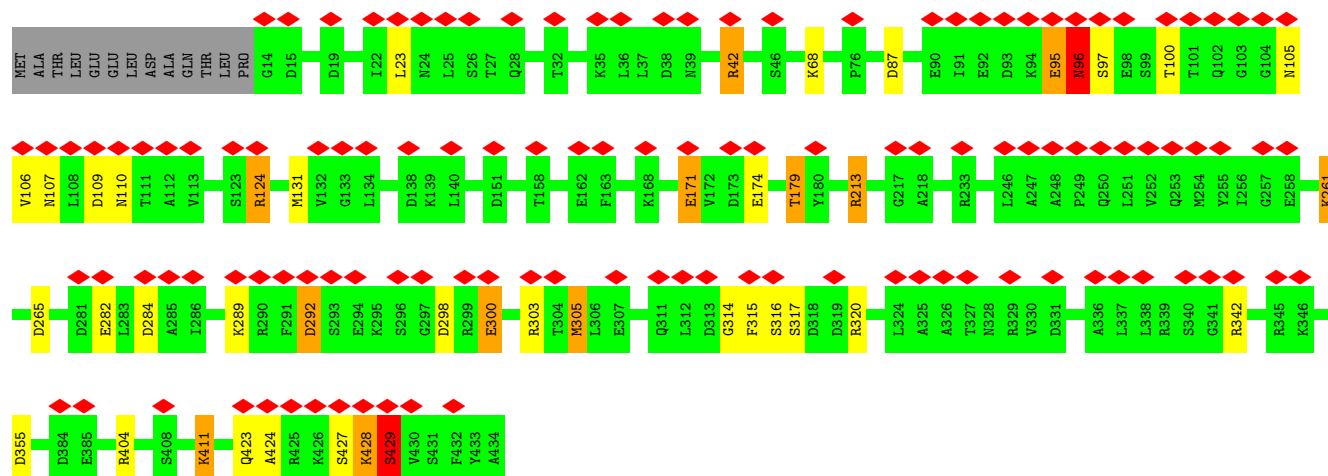 MET ALA THR LEU GLU GLU LEU ASP ALA GLN THR LEU PRO G14 D15 D19 I22 L23 N24 L25 S26 T27 Q28 T32 K35 L36 L37 D38 N39 R42 S46 K68 P76 D87 E90 I91 E92 D93 K94 E95 N96 S97 E98 S99 T100 T101 Q102 G103 G104 N105
V106 N107 L108 D109 N110 T111 A112 V113 S123 R124 M131 V132 G133 L134 D138 K139 L140 D151 T158 E162 F163 K168 E171 V172 D173 E174 T179 Y180 R213 G217 A218 R233 L246 A247 A248 P249 Q250 L251 V252 Q253 M254 Y255 I256 G257 E258 K261
D265 D281 E282 L283 D284 A285 I286 K289 R290 F291 D292 S293 E294 K295 S296 G297 D298 R299 E300 R303 T304 M305 L306 E307 Q311 L312 D313 G314 F315 S316 S317 D318 D319 R320 L324 A325 A326 T327 N328 R329 V330 D331 A336 L337 L338 R339 S340 G341 R342 R345 K346
D355 D384 E385 R404 S408 K411 Q423 A424 R425 K426 S427 K428 S429 V430 S431 F432 Y433 A434